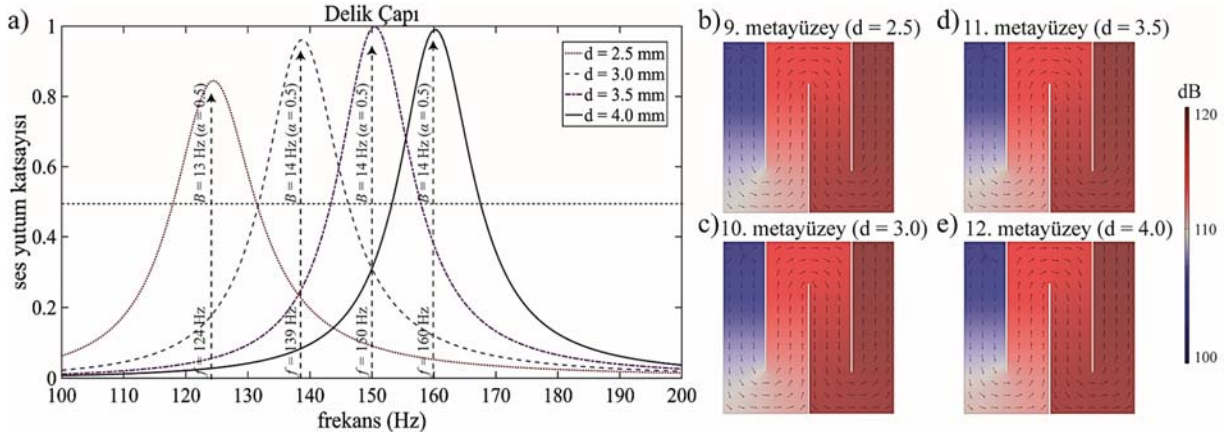 a)
Delik Çapı
d = 2.5 mm
d = 3.0 mm
d = 3.5 mm
d = 4.0 mm
ses yutum katsayısı
1
0.8
0.6
0.4
0.2
0
B = 13 Hz (α = 0.5)
B = 14 Hz (α = 0.5)
B = 14 Hz (α = 0.5)
B = 14 Hz (α = 0.5)
f = 124 Hz
f = 139 Hz
f = 150 Hz
f = 160 Hz
100 110 120 130 140 150 160 170 180 190 200
frekans (Hz)
b) 9. metayüzey (d = 2.5)
d) 11. metayüzey (d = 3.5)
c) 10. metayüzey (d = 3.0)
e) 12. metayüzey (d = 4.0)
dB
120
110
100